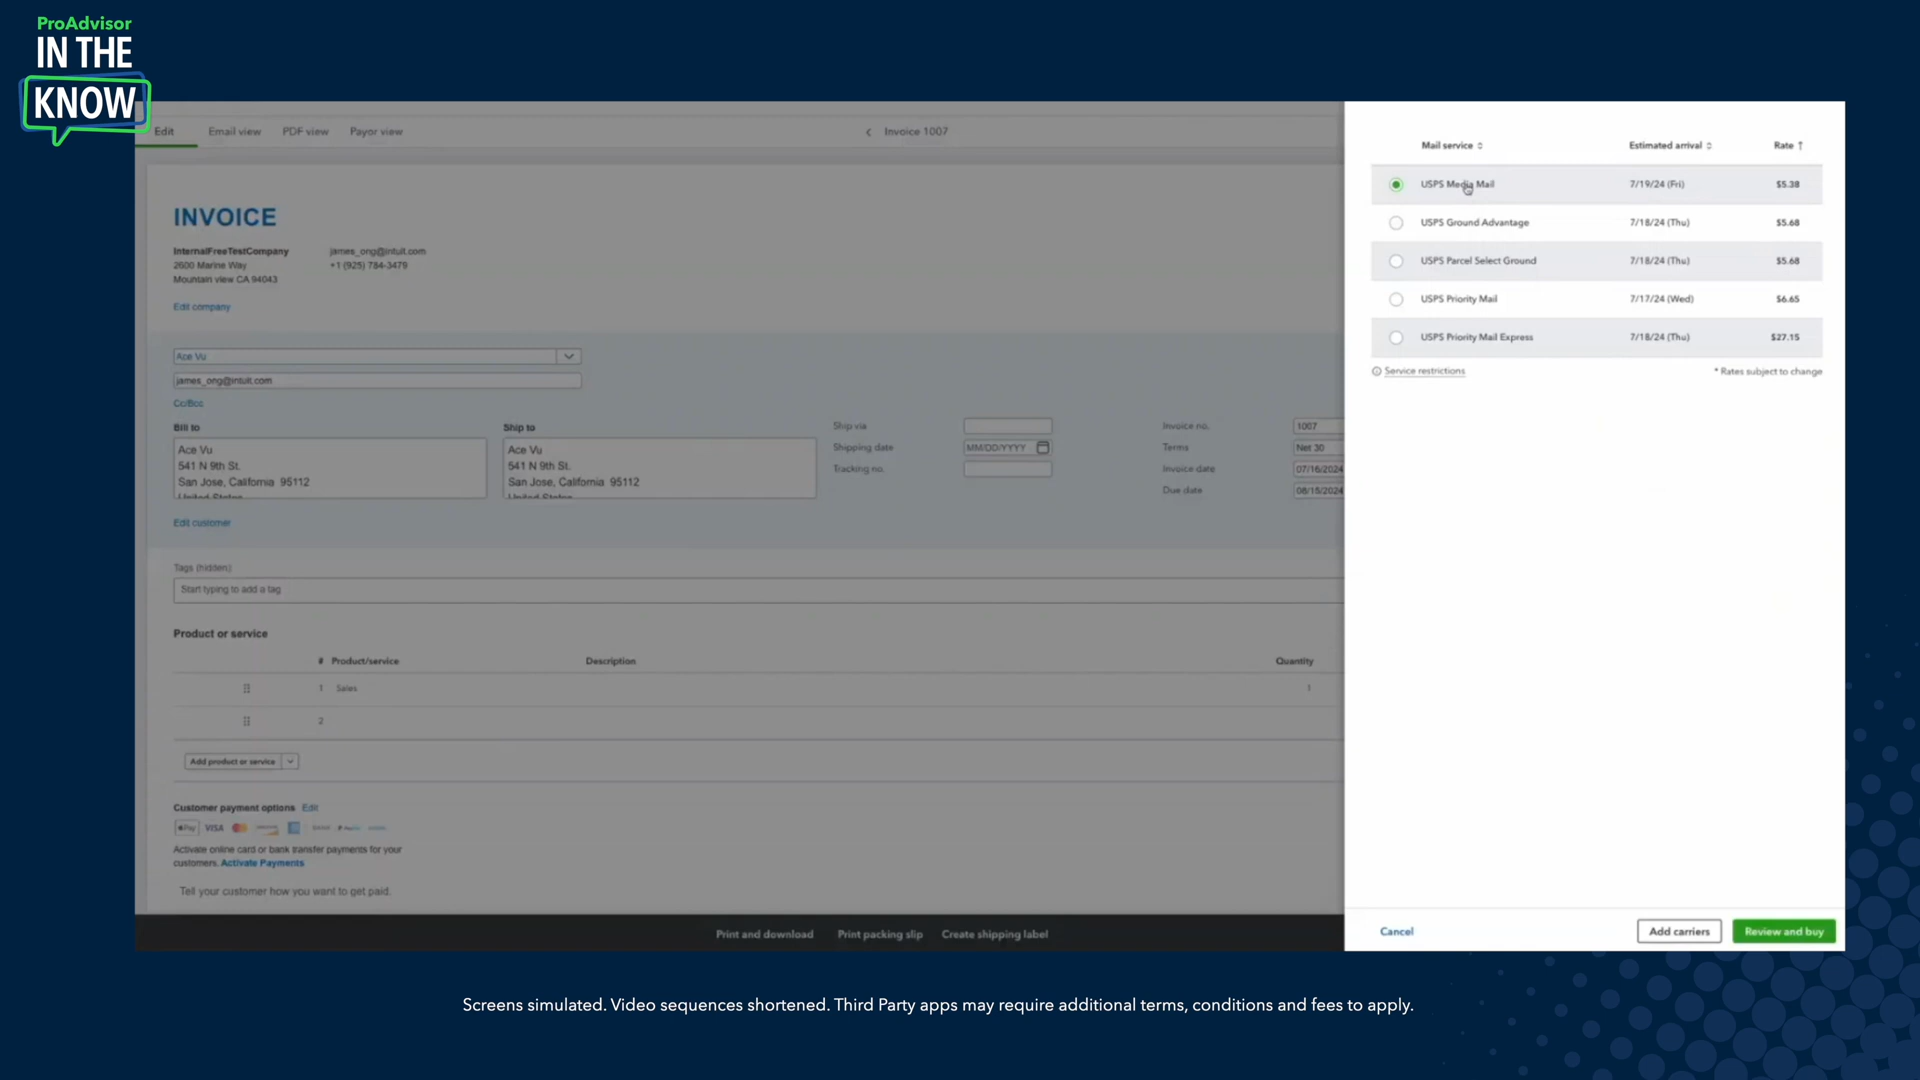 ProAdvisor
IN THE
KNOW
Edit
Email view
PDF view
Payor view
Invoice 1007
INVOICE
InternalFreeTestCompany
2600 Marine Way
Mountain view CA 94043
james_ong@intuit.com
+1 (925) 784-3479
Edit company
Ace Vu
james_ong@intuit.com
Cc/Bcc
Bill to
Ace Vu
541 N 9th St.
San Jose, California 95112
United States
Ship to
Ace Vu
541 N 9th St.
San Jose, California 95112
United States
Ship via
Shipping date MM/DD/YYYY
Tracking no.
Invoice no. 1007
Terms Net 30
Invoice date 07/16/2024
Due date 08/15/2024
Edit customer
Tags (hidden)
Start typing to add a tag
Product or service
# Product/service Description Quantity
1 Sales 1
2
Add product or service
Customer payment options Edit
Pay VISA
Activate online card or bank transfer payments for your
customers. Activate Payments
Tell your customer how you want to get paid.
Print and download
Print packing slip
Create shipping label
Mail service Estimated arrival Rate
USPS Media Mail 7/19/24 (Fri) $5.38
USPS Ground Advantage 7/18/24 (Thu) $5.68
USPS Parcel Select Ground 7/18/24 (Thu) $5.68
USPS Priority Mail 7/17/24 (Wed) $6.65
USPS Priority Mail Express 7/18/24 (Thu) $27.15
Service restrictions
* Rates subject to change
Cancel
Add carriers
Review and buy
Screens simulated. Video sequences shortened. Third Party apps may require additional terms, conditions and fees to apply.